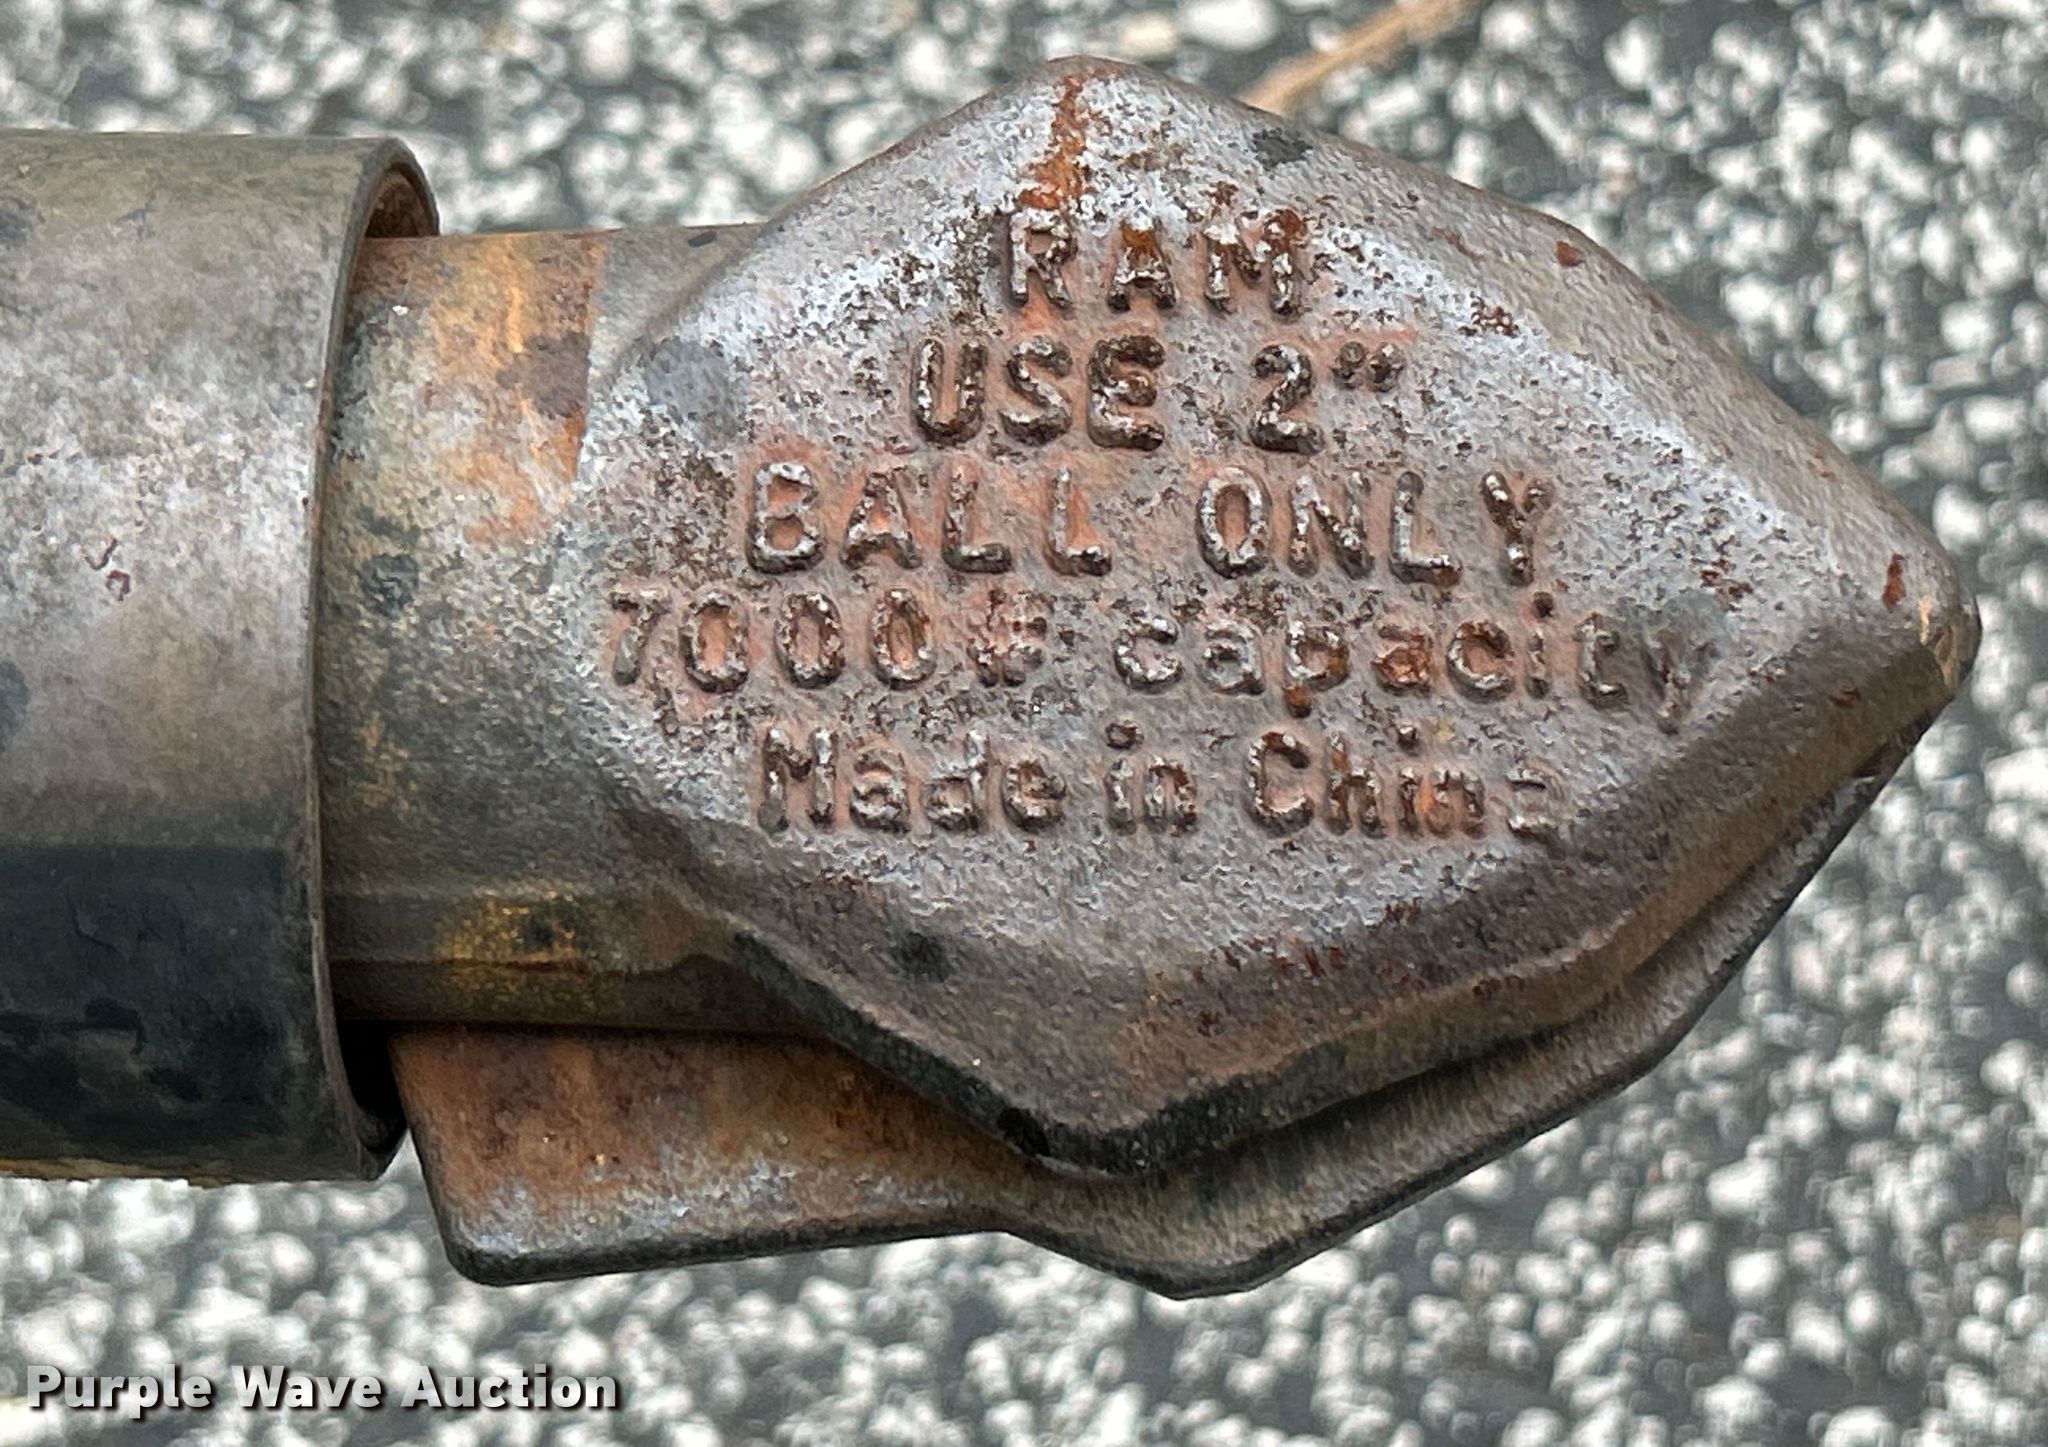 RAM
USE 2"
BALL ONLY
7000# capacity
Made in China
Purple Wave Auction